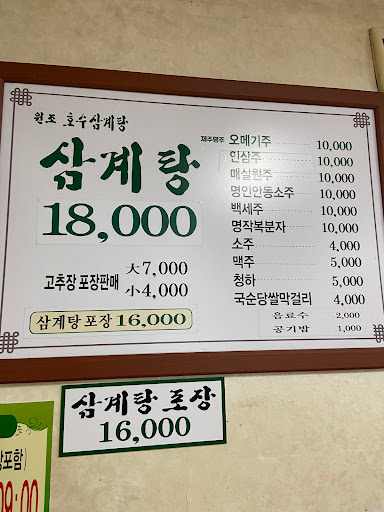 원조 호수삼계탕
삼계탕
18,000
고추장 포장판매 大 7,000
小 4,000
삼계탕 포장 16,000
제주명주 오메기주 10,000
인삼주 10,000
매실원주 10,000
명인안동소주 10,000
백세주 10,000
명작복분자 10,000
소주 4,000
맥주 5,000
청하 5,000
국순당쌀막걸리 4,000
음료수 2,000
공기밥 1,000
삼계탕 포장
16,000
포함)
09:00